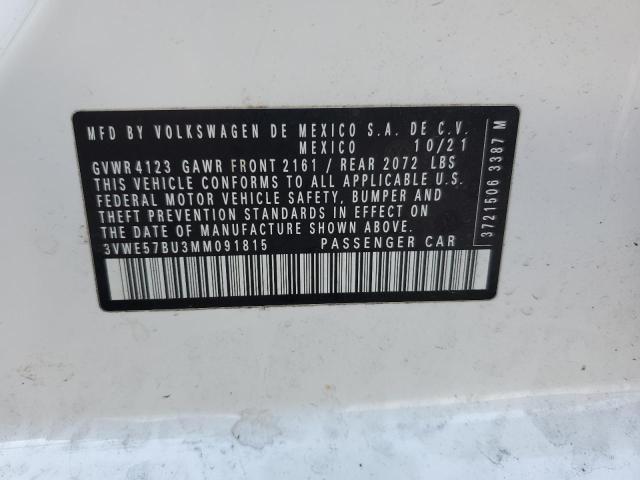 MFD BY VOLKSWAGEN DE MEXICO S.A. DE C.V.
MEXICO 10/21
GVWR 4123 GAWR FRONT 2161 / REAR 2072 LBS
THIS VEHICLE CONFORMS TO ALL APPLICABLE U.S.
FEDERAL MOTOR VEHICLE SAFETY, BUMPER AND
THEFT PREVENTION STANDARDS IN EFFECT ON
THE DATE OF MANUFACTURE SHOWN ABOVE.
3VWE57BU3MM091815 PASSENGER CAR
3721506 3387 M